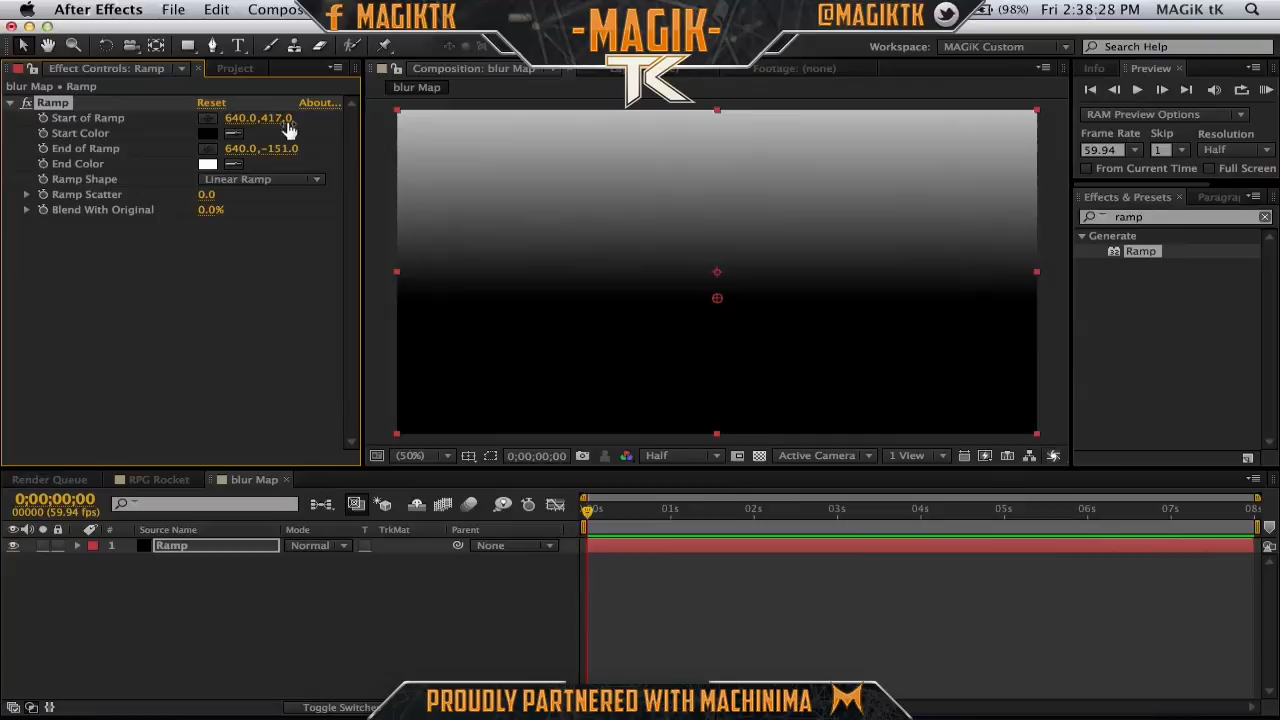 After Effects File Edit Compos
(98%) Fri 2:38:28 PM MAGiK tK
MAGIKTK
-MAGIK-
TK
@MAGIKTK
Workspace: MAGiK Custom
Search Help
Effect Controls: Ramp
Project
Composition: blur Map
Footage: (none)
Info
Preview
blur Map • Ramp
blur Map
fx Ramp
Reset
About...
Start of Ramp
640.0,417.0
Start Color
End of Ramp
640.0,-151.0
End Color
Ramp Shape
Linear Ramp
Ramp Scatter
0.0
Blend With Original
0.0%
RAM Preview Options
Frame Rate
Skip
Resolution
59.94
1
Half
From Current Time
Full Screen
Effects & Presets
Paragra
ramp
Generate
32 Ramp
(50%)
0;00;00;00
Half
Active Camera
1 View
Render Queue
RPG Rocket
blur Map
0;00;00;00
00000 (59.94 fps)
0s
01s
02s
03s
04s
05s
06s
07s
08s
#
Source Name
Mode
T
TrkMat
Parent
1
Ramp
Normal
None
Toggle Switches
PROUDLY PARTNERED WITH MACHINIMA